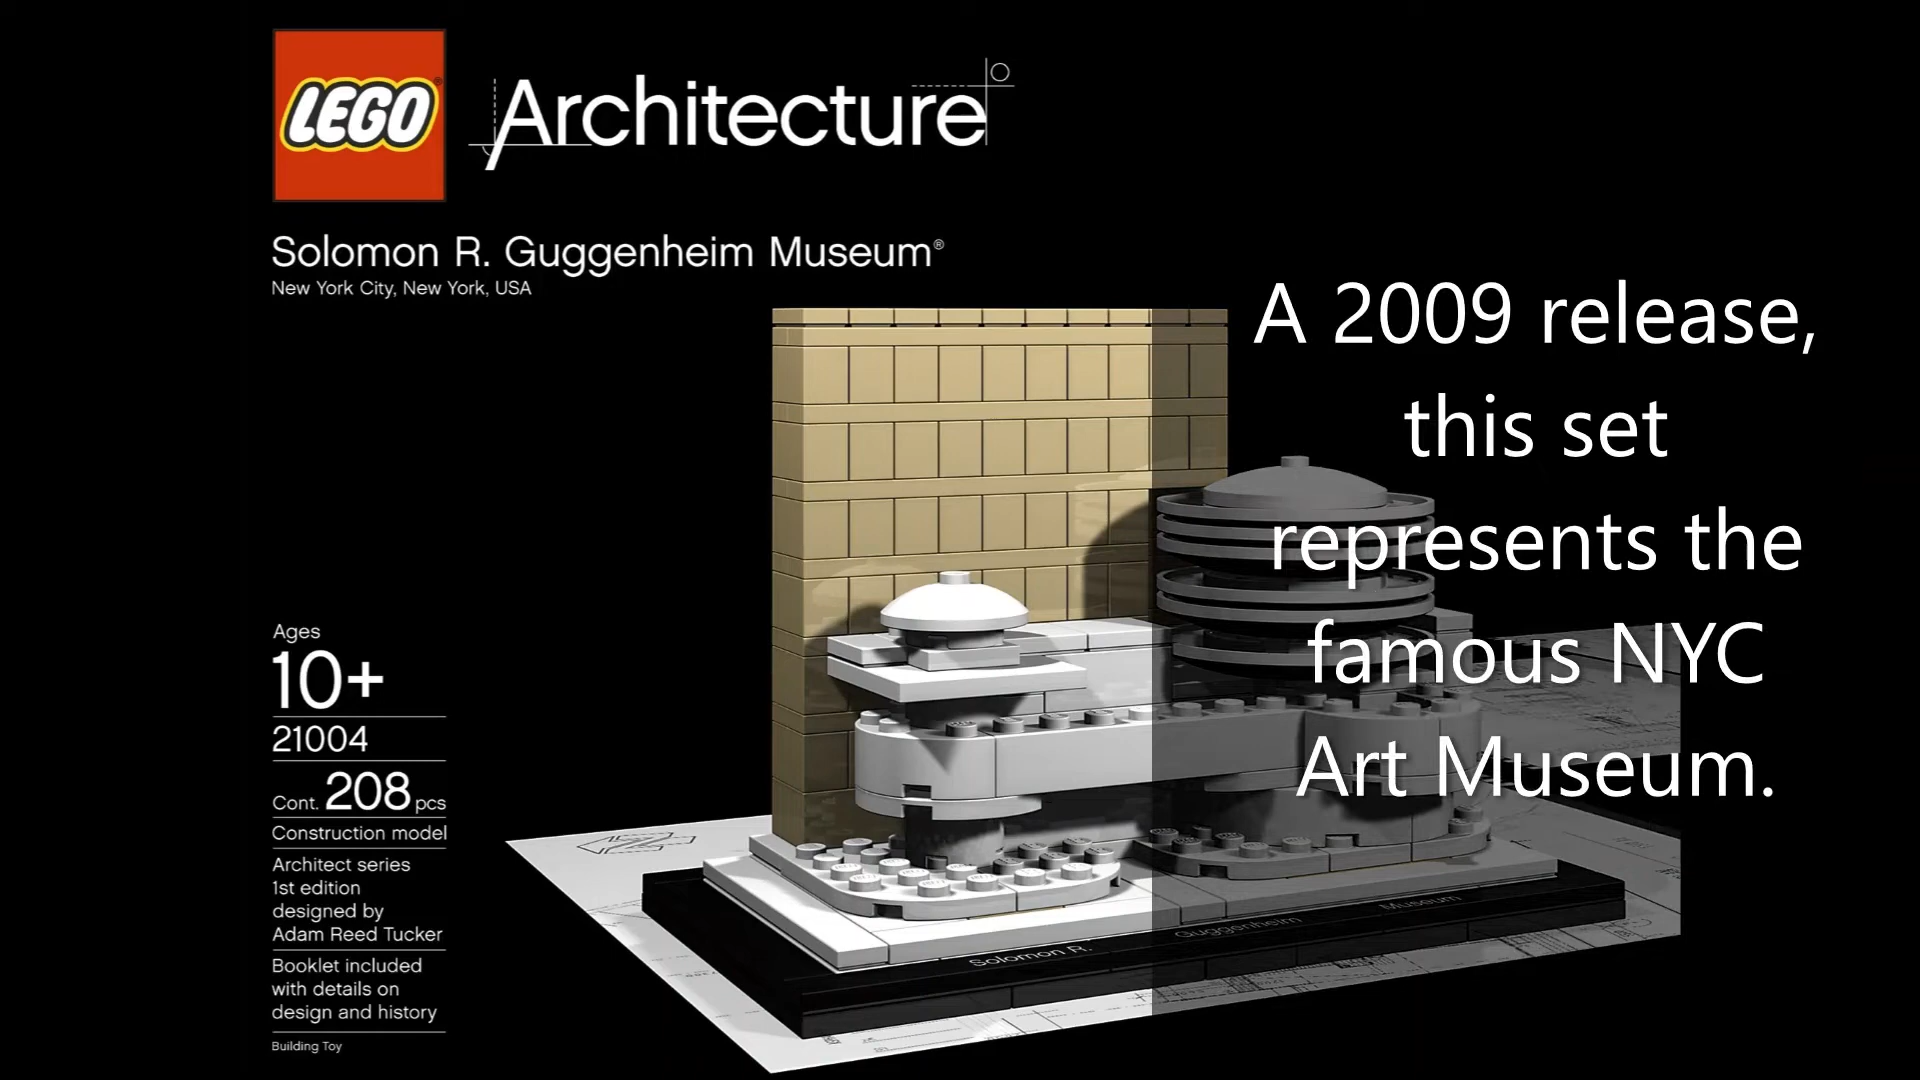 LEGO®
Architecture
Solomon R. Guggenheim Museum®
New York City, New York, USA
A 2009 release,
this set
represents the
famous NYC
Art Museum.
Ages
10+
21004
Cont. 208 pcs
Construction model
Architect series
1st edition
designed by
Adam Reed Tucker
Booklet included
with details on
design and history
Building Toy
Solomon R. Guggenheim Museum